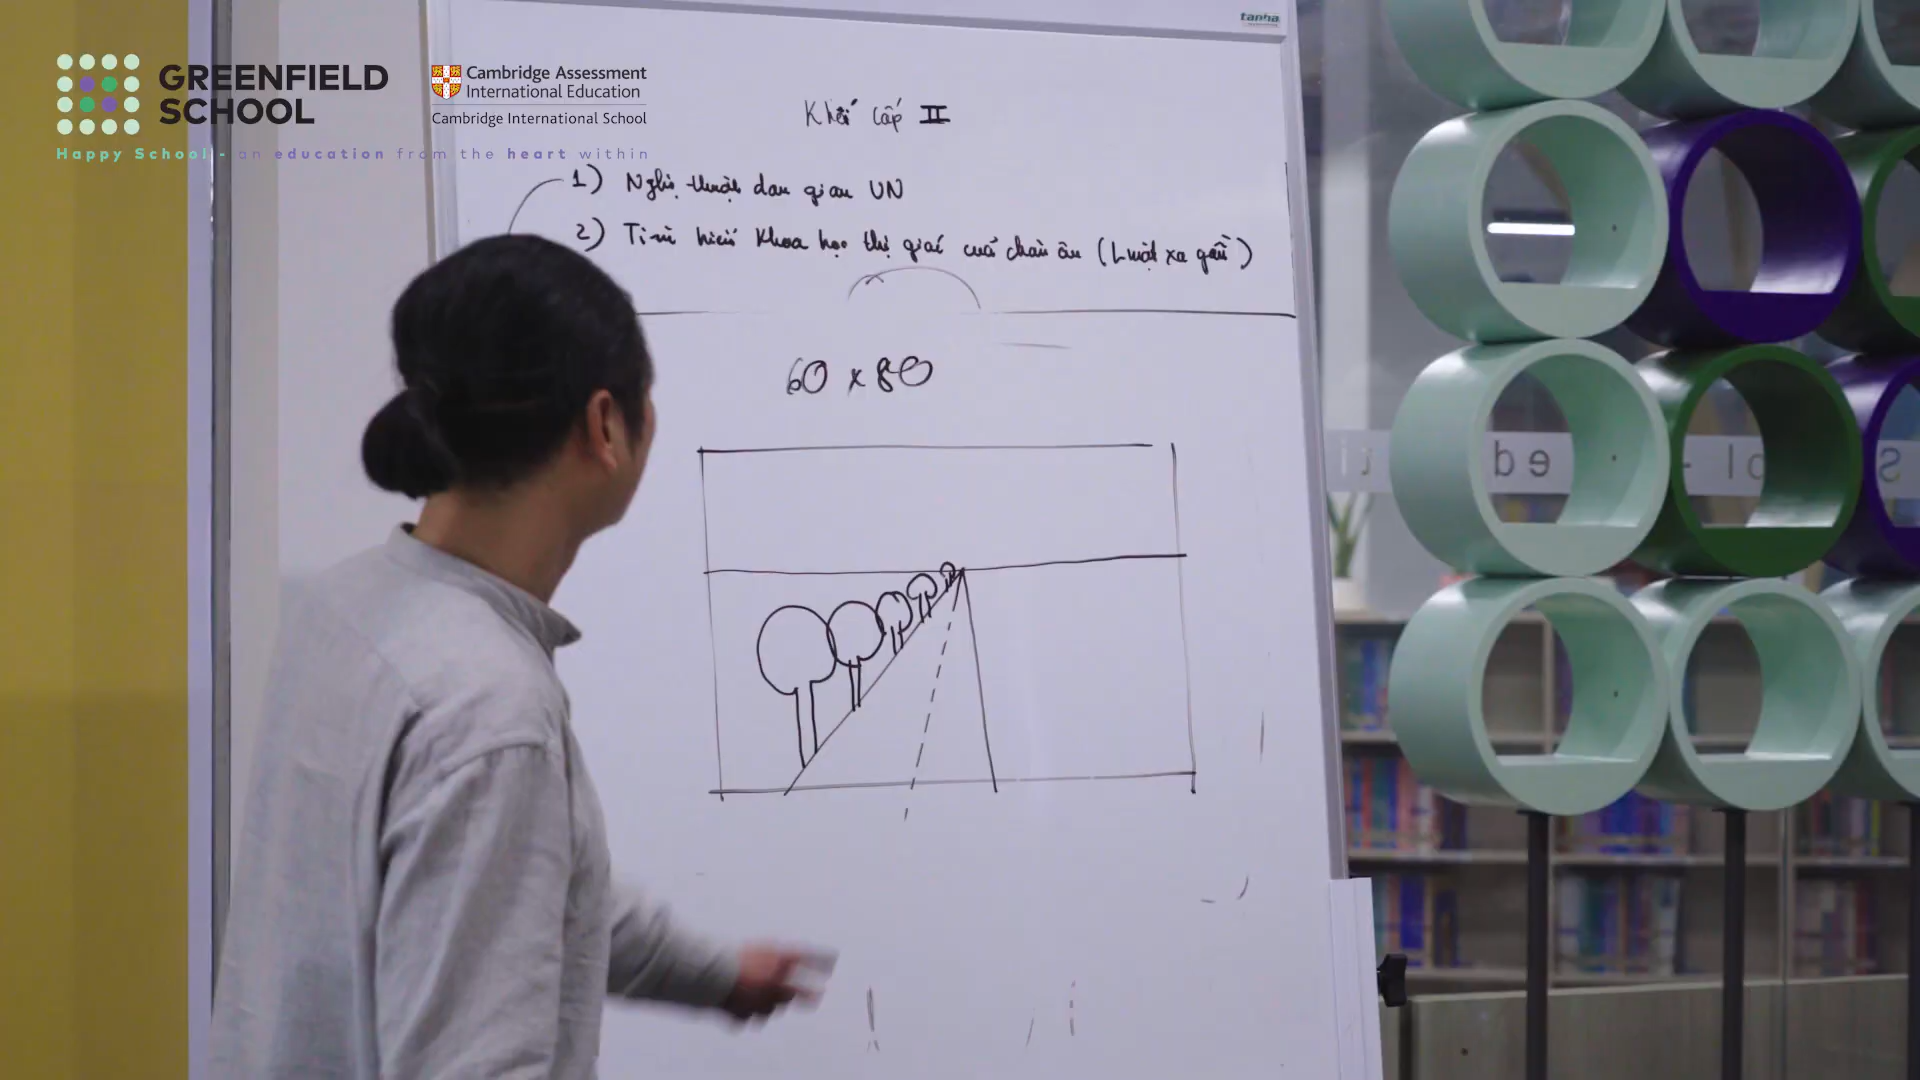 tanha
GREENFIELD
SCHOOL
Cambridge Assessment
International Education
Cambridge International School
Happy School - an education from the heart within
Khối cấp II
1) Nghệ thuật dân gian VN
2) Tìm hiểu khoa học thị giác của châu âu (Luật xa gần)
60 x 80